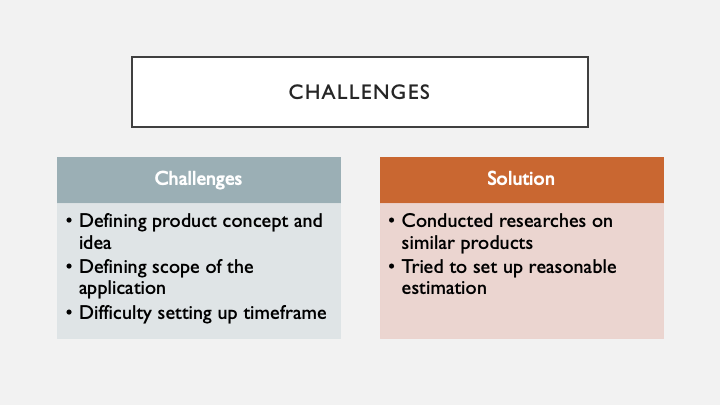 CHALLENGES
Challenges
• Defining product concept and
idea
• Defining scope of the
application
• Difficulty setting up timeframe
Solution
• Conducted researches on
similar products
• Tried to set up reasonable
estimation